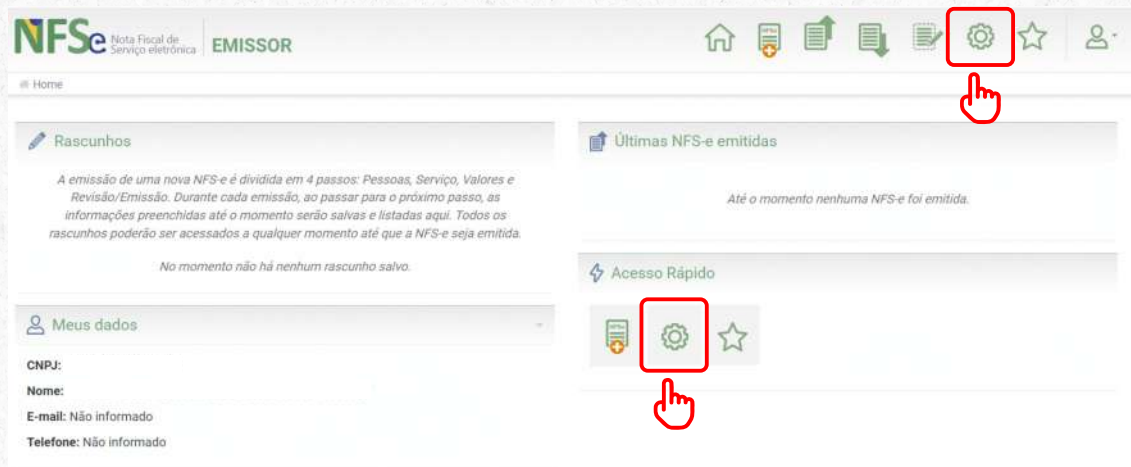 NFSe Nota Fiscal de
Serviço eletrônica EMISSOR
Home
Rascunhos
A emissão de uma nova NFS-e é dividida em 4 passos: Pessoas, Serviço, Valores e
Revisão/Emissão. Durante cada emissão, ao passar para o próximo passo, as
informações preenchidas até o momento serão salvas e listadas aqui. Todos os
rascunhos poderão ser acessados a qualquer momento até que a NFS-e seja emitida.
No momento não há nenhum rascunho salvo.
Meus dados
CNPJ:
Nome:
E-mail: Não informado
Telefone: Não informado
Últimas NFS-e emitidas
Até o momento nenhuma NFS-e foi emitida.
Acesso Rápido